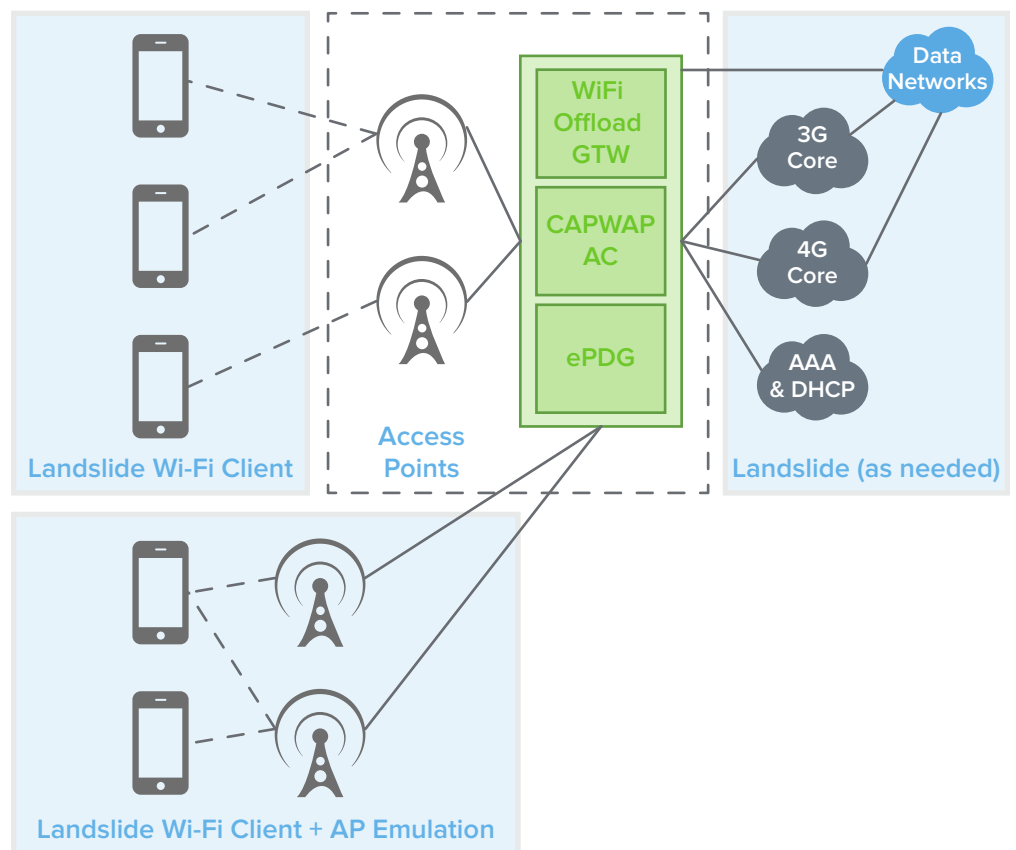 Data
Networks
WiFi
Offload
GTW
3G
Core
CAPWAP
AC
4G
Core
ePDG
AAA
& DHCP
Access
Points
Landslide Wi-Fi Client
Landslide (as needed)
Landslide Wi-Fi Client + AP Emulation